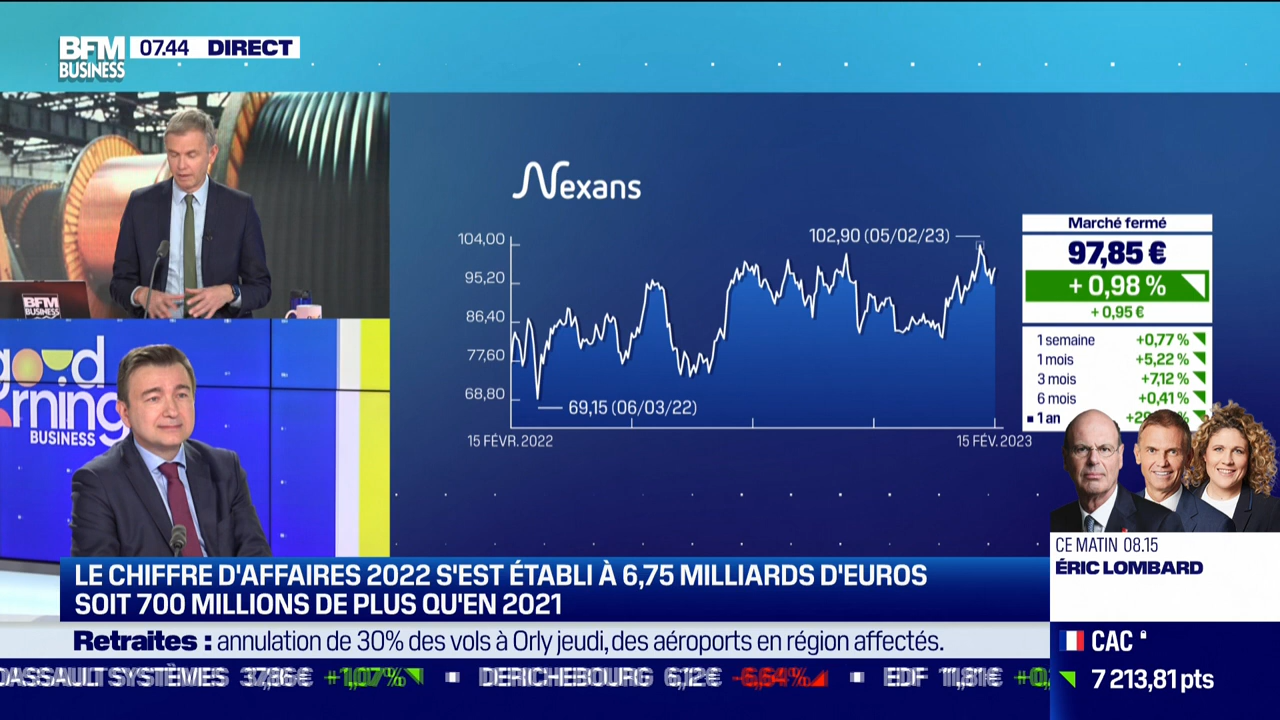 BFM
BUSINESS
07.44 DIRECT
BFM
BUSINESS
good
morning
BUSINESS
Nexans
104,00
95,20
86,40
77,60
68,80
102,90 (05/02/23)
69,15 (06/03/22)
15 FÉVR. 2022
15 FÉV. 2023
Marché fermé
97,85 €
+ 0,98 %
+ 0,95 €
1 semaine +0,77 %
1 mois +5,22 %
3 mois +7,12 %
6 mois +0,41 %
1 an
CE MATIN 08.15
ÉRIC LOMBARD
LE CHIFFRE D'AFFAIRES 2022 S'EST ÉTABLI À 6,75 MILLIARDS D'EUROS
SOIT 700 MILLIONS DE PLUS QU'EN 2021
Retraites : annulation de 30% des vols à Orly jeudi, des aéroports en région affectés.
CAC
7 213,81 pts
DASSAULT SYSTÈMES +1,07% DERICHEBOURG 6,12€ -6,64% EDF